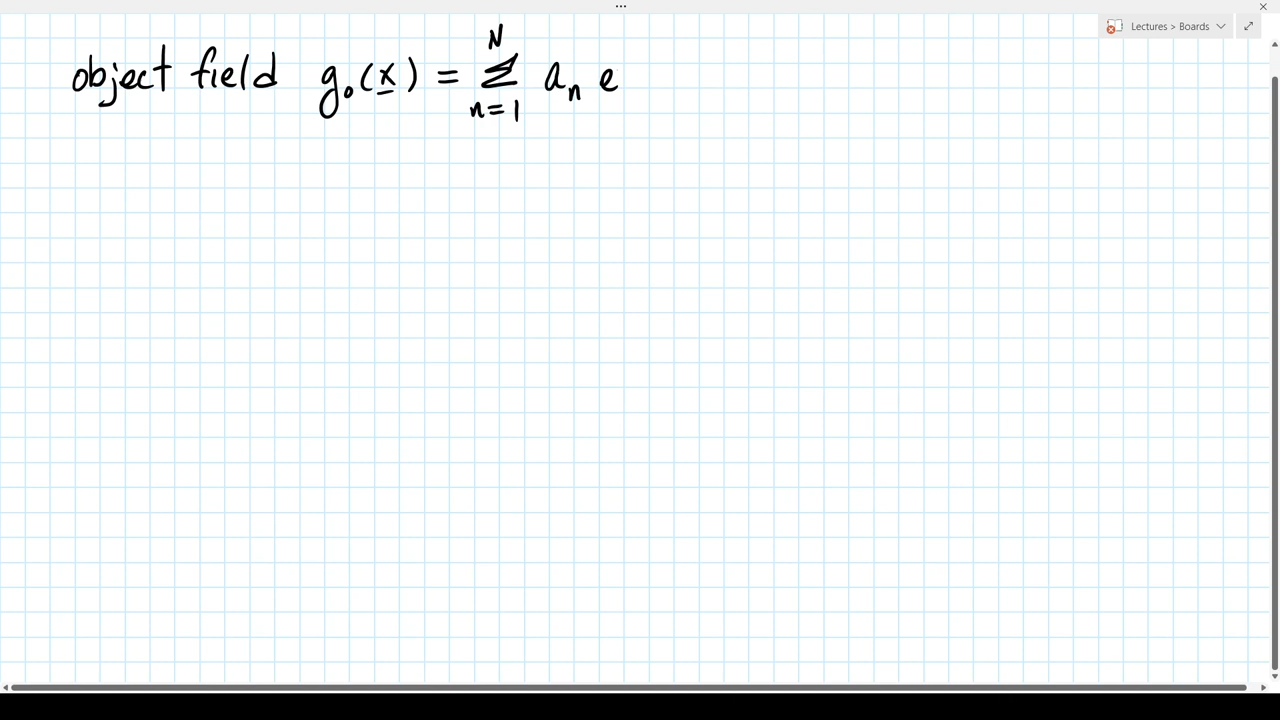 Lectures > Boards
object field g₀(x̲) = Σ_{n=1}^{N} aₙ e